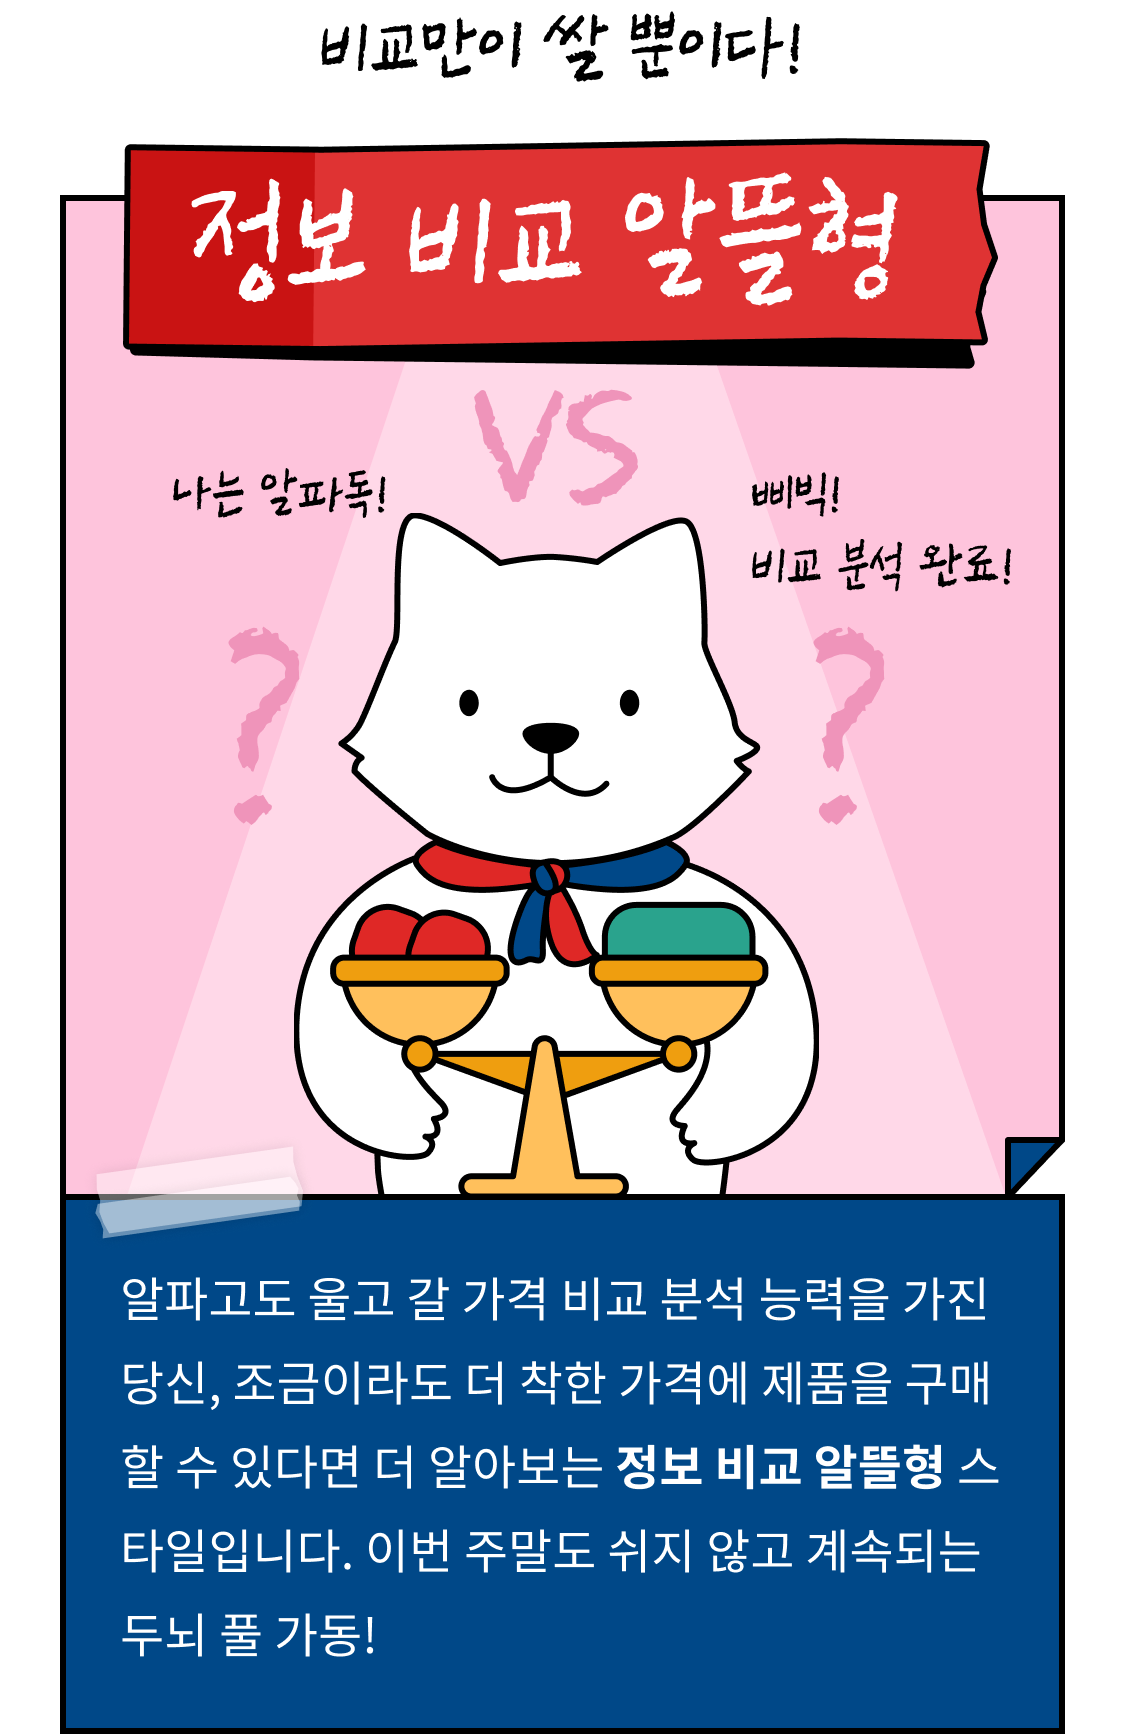 비교만이 쌀 뿐이다!
정보 비교 알뜰형
VS
나는 알파독!
삐빅!
비교 분석 완료!
?
?
알파고도 울고 갈 가격 비교 분석 능력을 가진
당신, 조금이라도 더 착한 가격에 제품을 구매
할 수 있다면 더 알아보는 정보 비교 알뜰형 스
타일입니다. 이번 주말도 쉬지 않고 계속되는
두뇌 풀 가동!